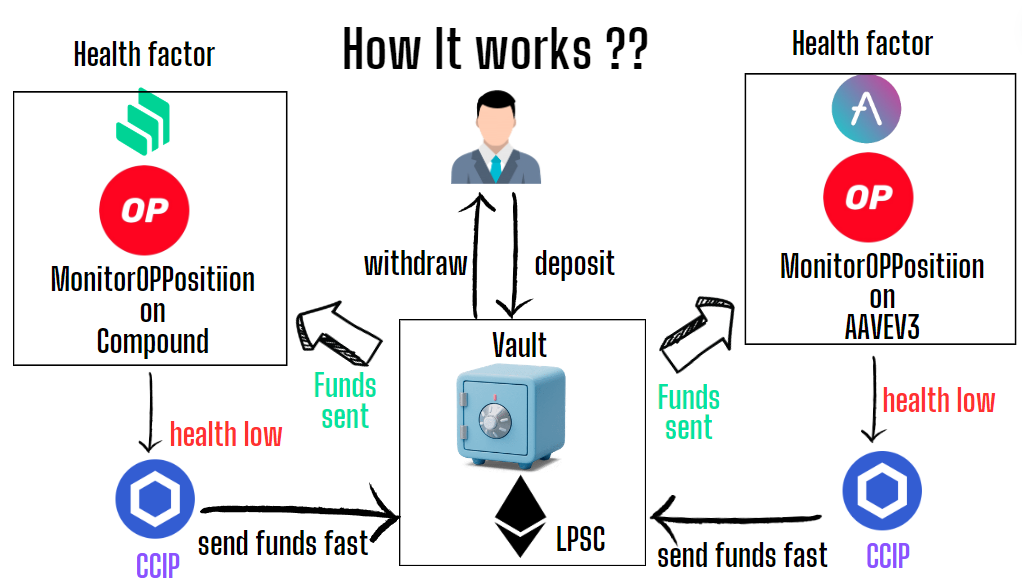 How It works ??
Health factor
OP
MonitorOPPositiion
on
Compound
health low
CCIP
send funds fast
Funds
sent
withdraw
deposit
Vault
LPSC
Funds
sent
Health factor
OP
MonitorOPPositiion
on
AAVEV3
health low
CCIP
send funds fast